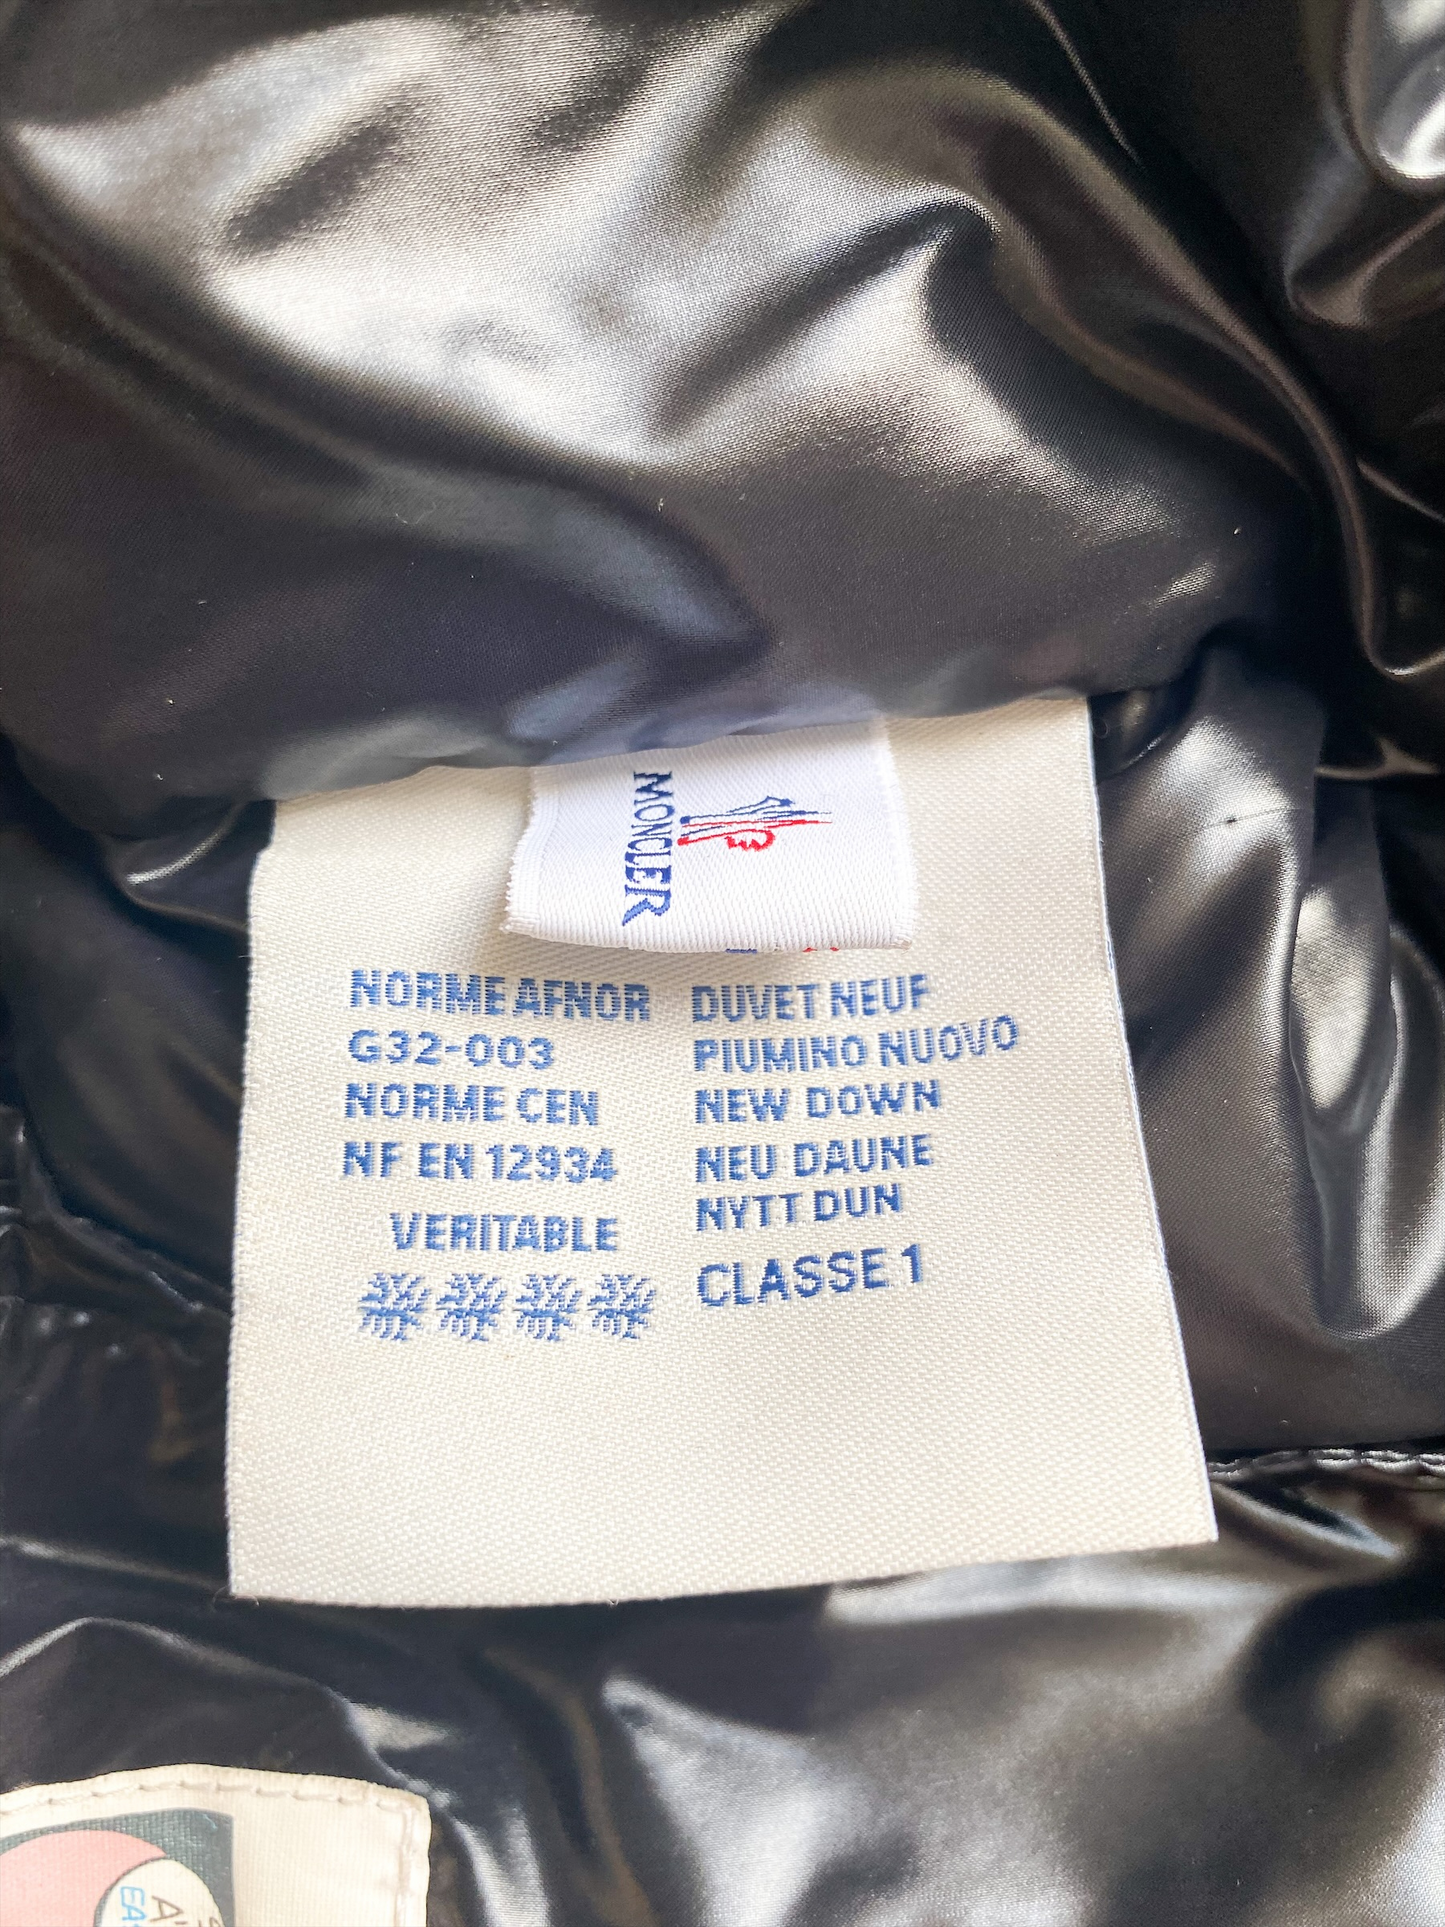 MONCLER
NORME AFNOR
G32-003
NORME CEN
NF EN 12934
VERITABLE
DUVET NEUF
PIUMINO NUOVO
NEW DOWN
NEU DAUNE
NYTT DUN
CLASSE 1